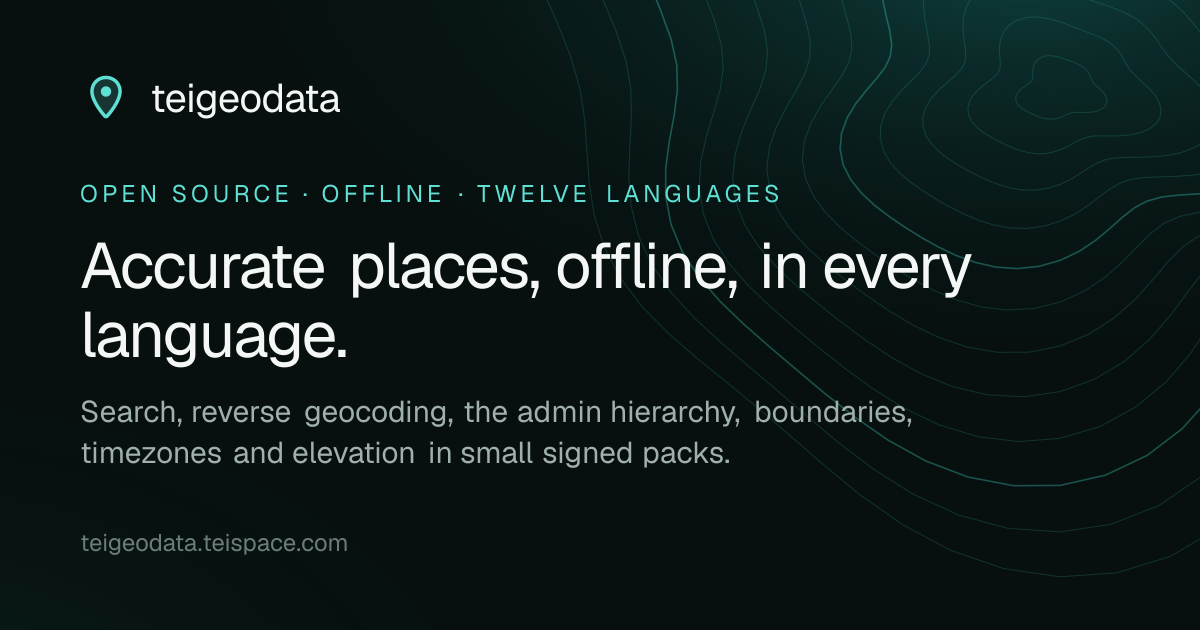 teigeodata
OPEN SOURCE · OFFLINE · TWELVE LANGUAGES
Accurate places, offline, in every
language.
Search, reverse geocoding, the admin hierarchy, boundaries,
timezones and elevation in small signed packs.
teigeodata.teispace.com